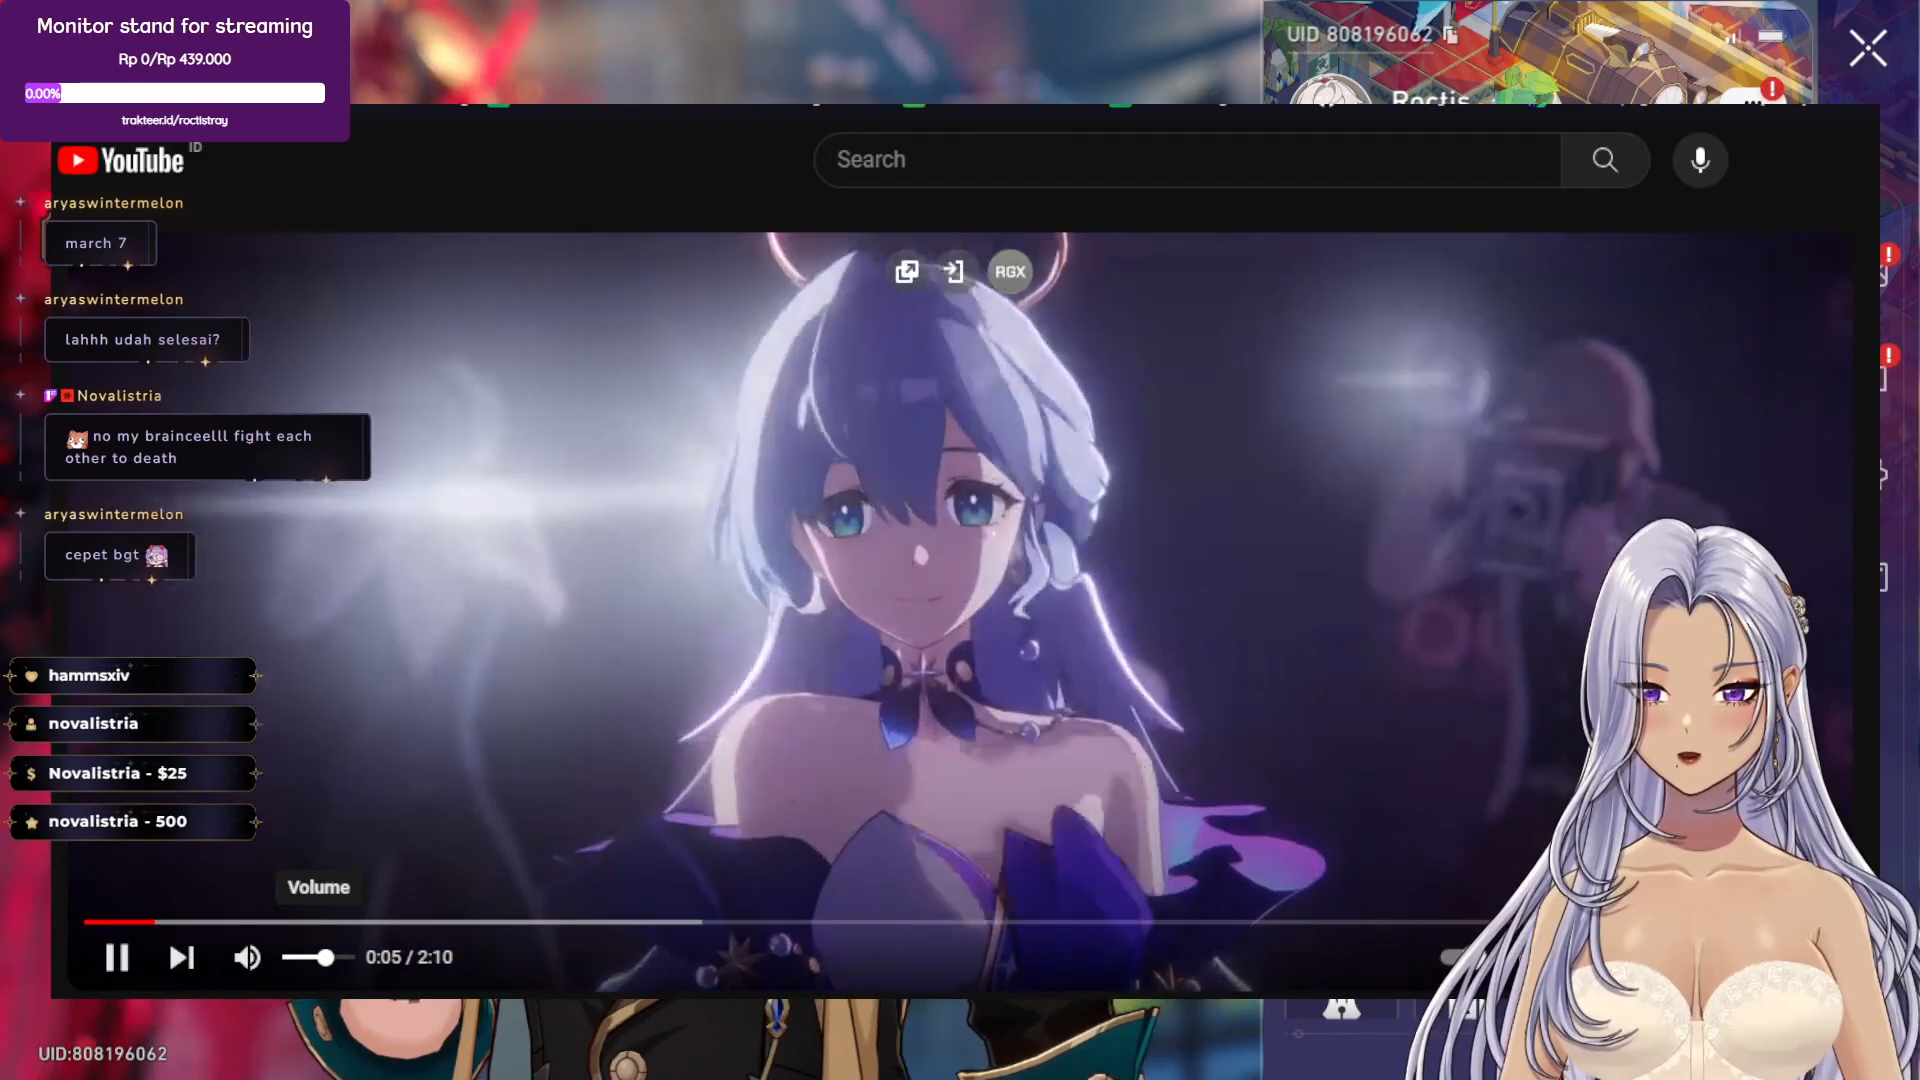 Monitor stand for streaming
Rp 0/Rp 439.000
0.00%
trakteer.id/roctistray
UID 808196062
Roctis
YouTube ID
Search
aryaswintermelon
march 7
RGX
aryaswintermelon
lahhh udah selesai?
Novalistria
no my brainceelll fight each
other to death
aryaswintermelon
cepet bgt
hammsxiv
novalistria
Novalistria - $25
novalistria - 500
Volume
0:05 / 2:10
UID:808196062